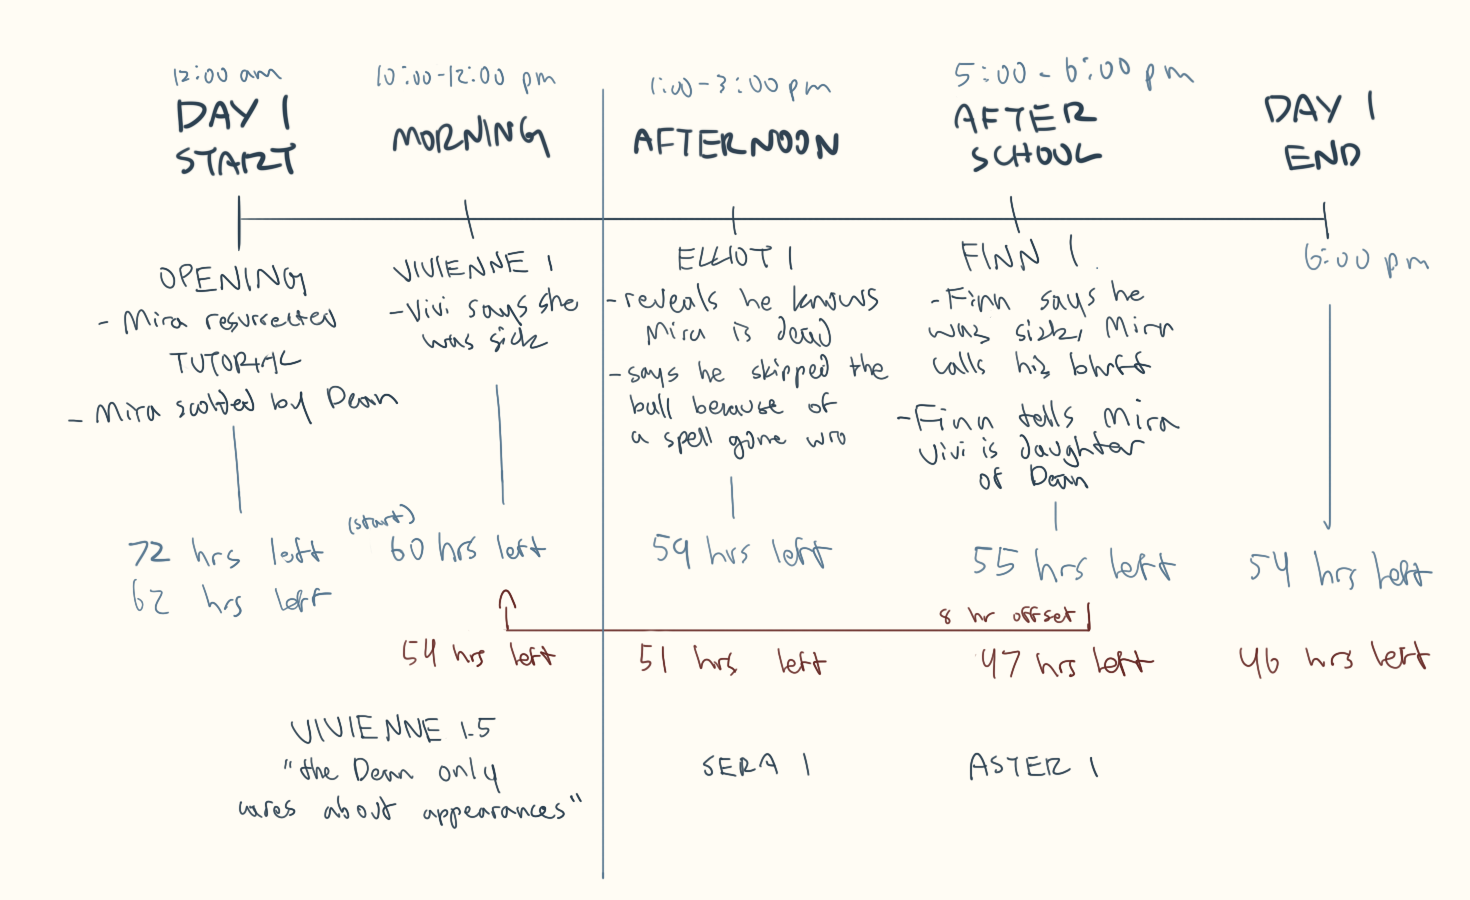 12:00 am
DAY 1
START
10:00-12:00 pm
MORNING
1:00-3:00pm
AFTERNOON
5:00-6:00 pm
AFTER
SCHOOL
DAY 1
END
OPENING
- Mira resurrected
TUTORIAL
- Mira scolded by Dean
VIVIENNE 1
-Vivi says she
was sick
ELLIOT 1
-reveals he knows
Mira is dead
-says he skipped the
ball because of
a spell gone wro
FINN 1.
-Finn says he
was sick, Mira
calls his bluff
-Finn tells Mira
Vivi is daughter
of Dean
6:00 pm
72 hrs left
62 hrs left
(start)
60 hrs left
59 hrs left
55 hrs left
54 hrs left
8 hr offset
54 hrs left
51 hrs left
47 hrs left
46 hrs left
VIVIENNE 1.5
"the Dean only
cares about appearances"
SERA 1
ASTER 1